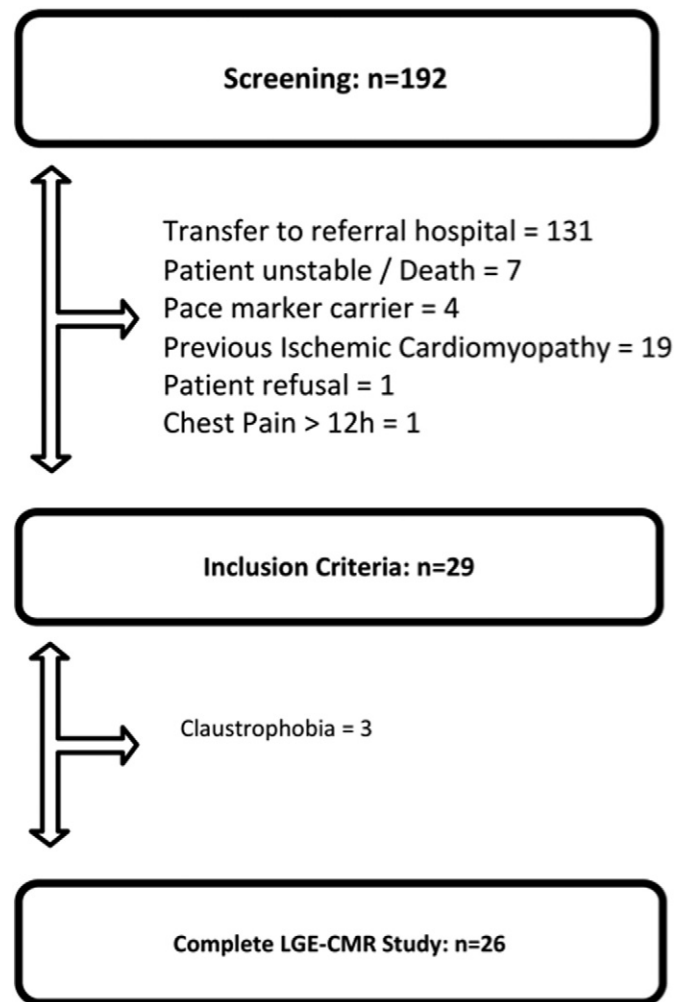 Screening: n=192
Transfer to referral hospital = 131
Patient unstable / Death = 7
Pace marker carrier = 4
Previous Ischemic Cardiomyopathy = 19
Patient refusal = 1
Chest Pain > 12h = 1
Inclusion Criteria: n=29
Claustrophobia = 3
Complete LGE-CMR Study: n=26